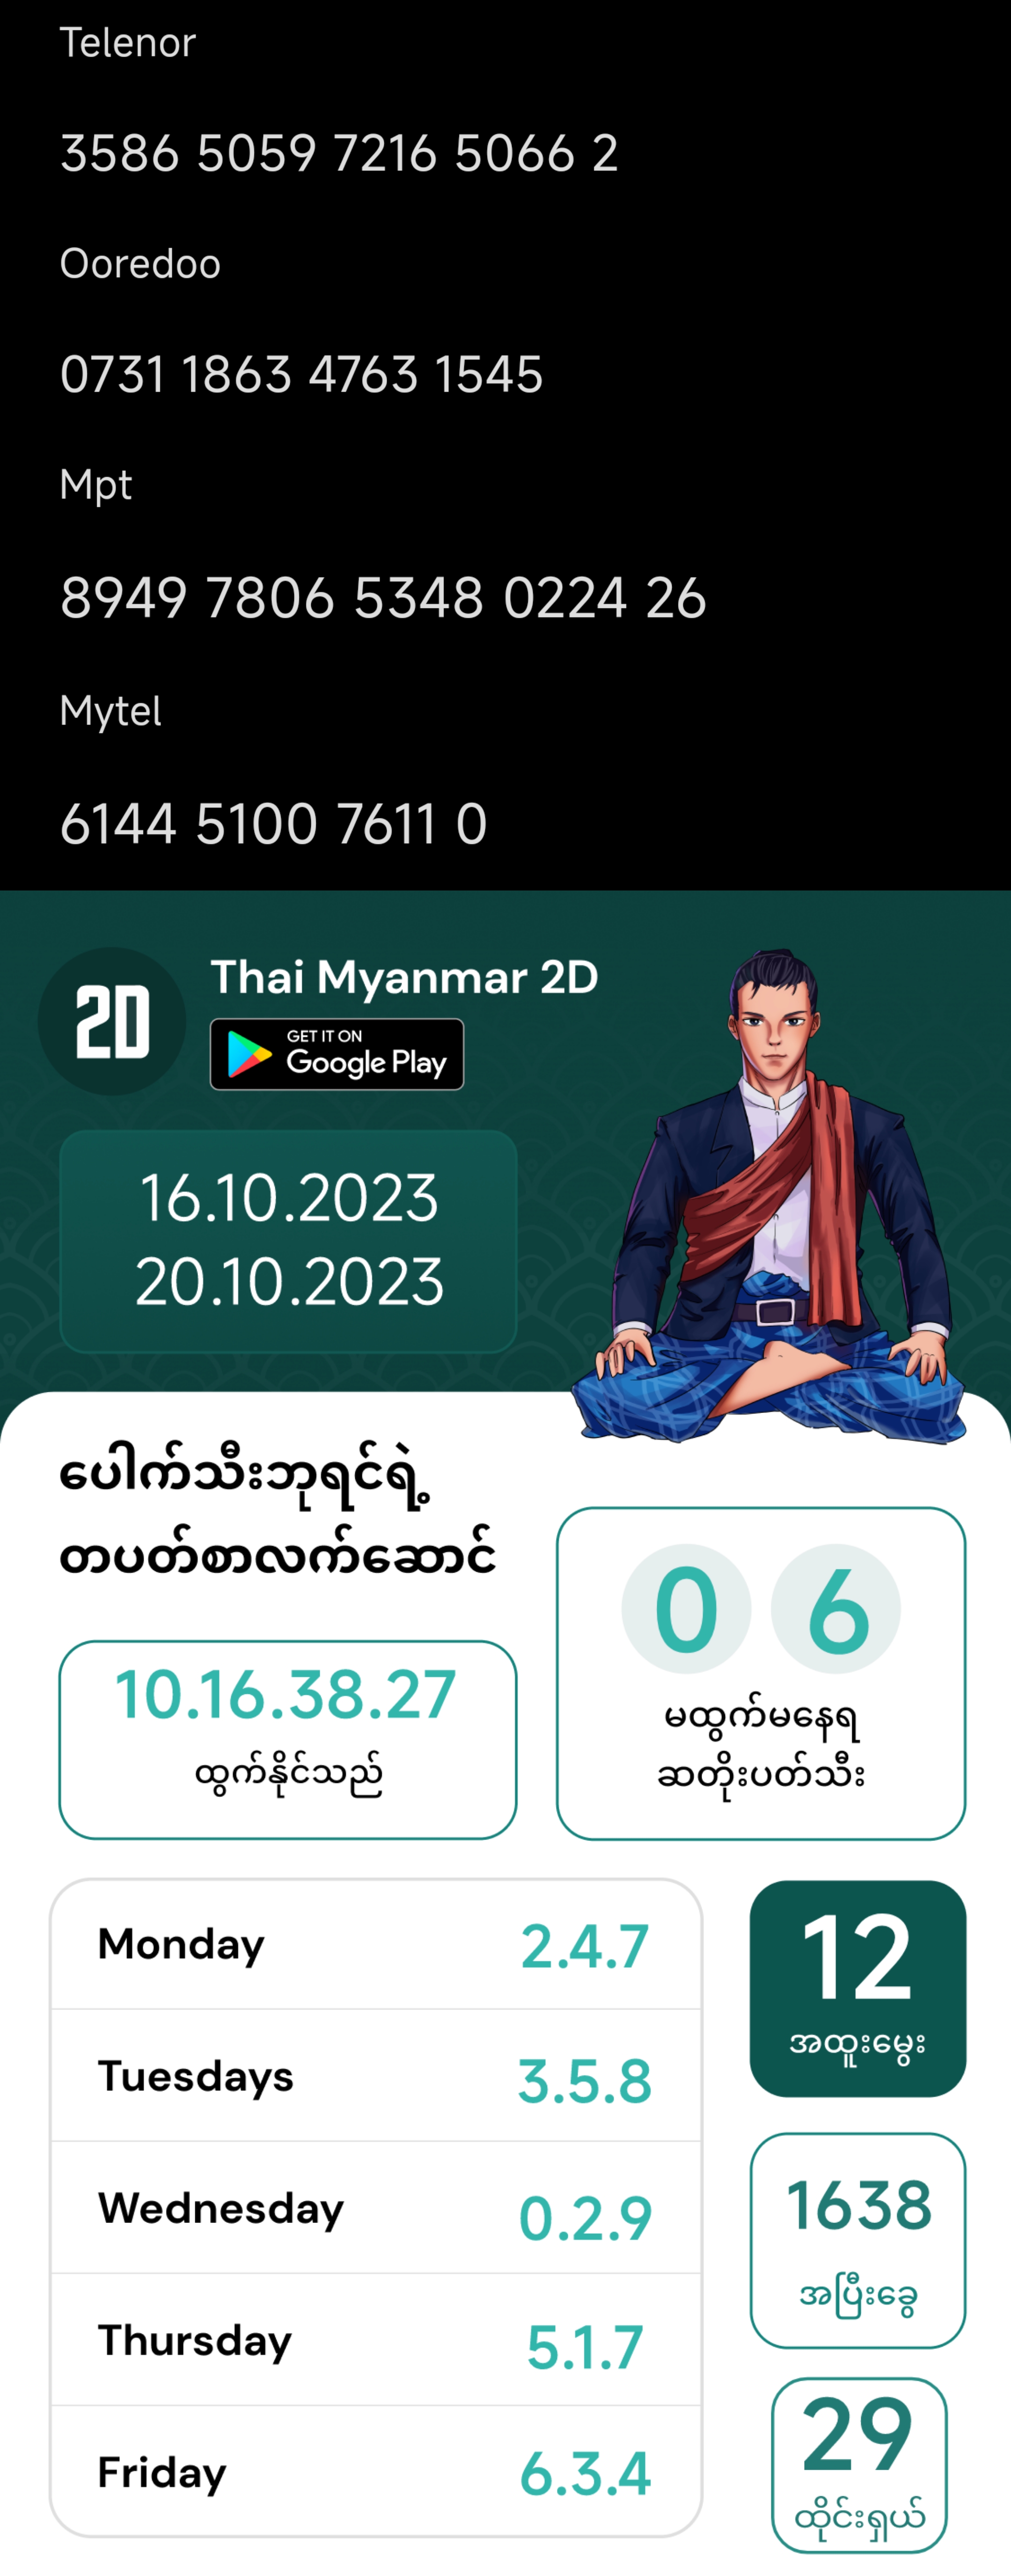 Telenor
3586 5059 7216 5066 2
Ooredoo
0731 1863 4763 1545
Mpt
8949 7806 5348 0224 26
Mytel
6144 5100 7611 0
2D
Thai Myanmar 2D
GET IT ON
Google Play
16.10.2023
20.10.2023
ပေါက်သီးဘုရင်ရဲ့
တပတ်စာလက်ဆောင်
0 6
မထွက်မနေရ
ဆတိုးပတ်သီး
10.16.38.27
ထွက်နိုင်သည်
Monday 2.4.7
Tuesdays 3.5.8
Wednesday 0.2.9
Thursday 5.1.7
Friday 6.3.4
12
အထူးမွေး
1638
အပြီးခွေ
29
ထိုင်းရှယ်